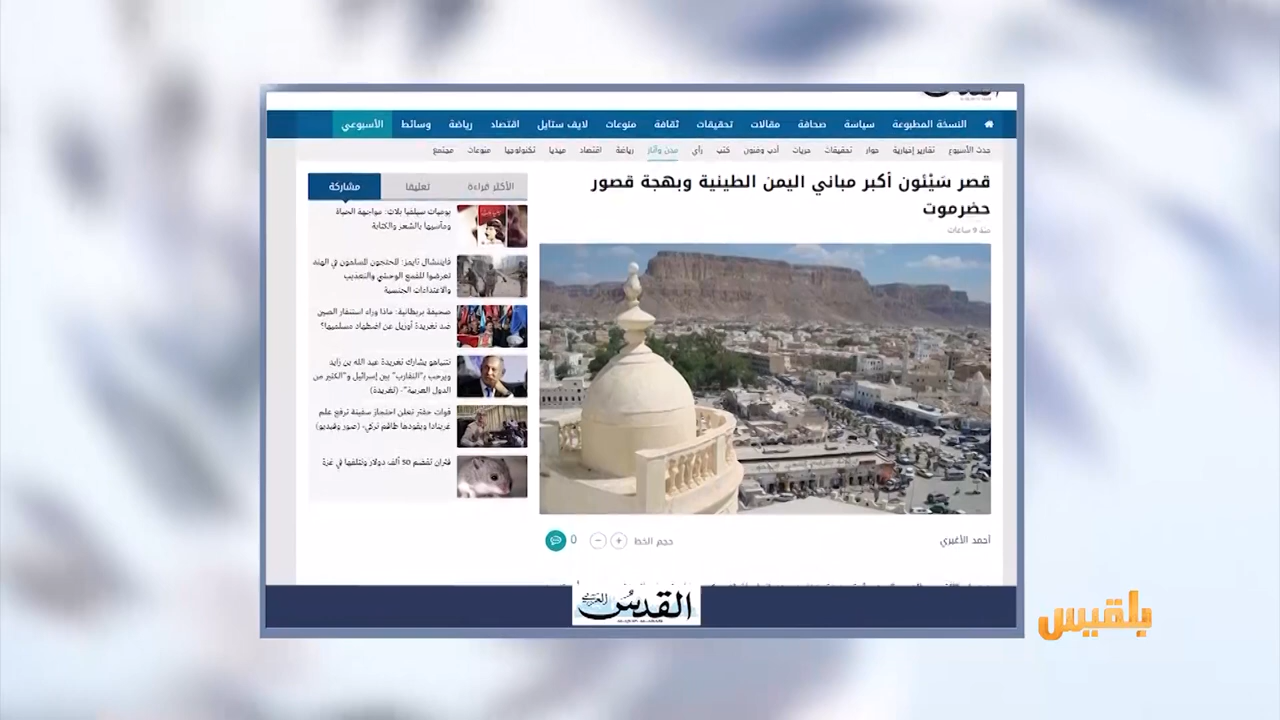 النسخة المطبوعة سياسة صحافة مقالات تحقيقات ثقافة منوعات لايف ستايل اقتصاد رياضة وسائط الأسبوعي
حدث الأسبوع تقارير إخبارية حوار تحقيقات حريات أدب وفنون كتب رأي مدن وآثار رياضة اقتصاد ميديا تكنولوجيا منوعات مجتمع
قصر سَيْئون أكبر مباني اليمن الطينية وبهجة قصور
حضرموت
منذ 9 ساعات
أحمد الأغبري
حجم الخط + − 0
الأكثر قراءة تعليقا مشاركة
يوميات سيلفيا بلاث: مواجهة الحياة
ومآسيها بالشعر والكتابة
فايننشال تايمز: المحتجون المسلمون في الهند
تعرضوا للقمع الوحشي والتعذيب
والاعتداءات الجنسية
صحيفة بريطانية: ماذا وراء استنفار الصين
ضد تغريدة أوزيل عن اضطهاد مسلميها؟
نتنياهو يشارك تغريدة عبد الله بن زايد
ويرحب بـ"التقارب" بين إسرائيل و"الكثير من
الدول العربية"- (تغريدة)
قوات حفتر تعلن احتجاز سفينة ترفع علم
غرينادا ويقودها طاقم تركي- (صور وفيديو)
فئران تقضم 50 ألف دولار وتتلفها في غزة
القدس العربي
بلقيس